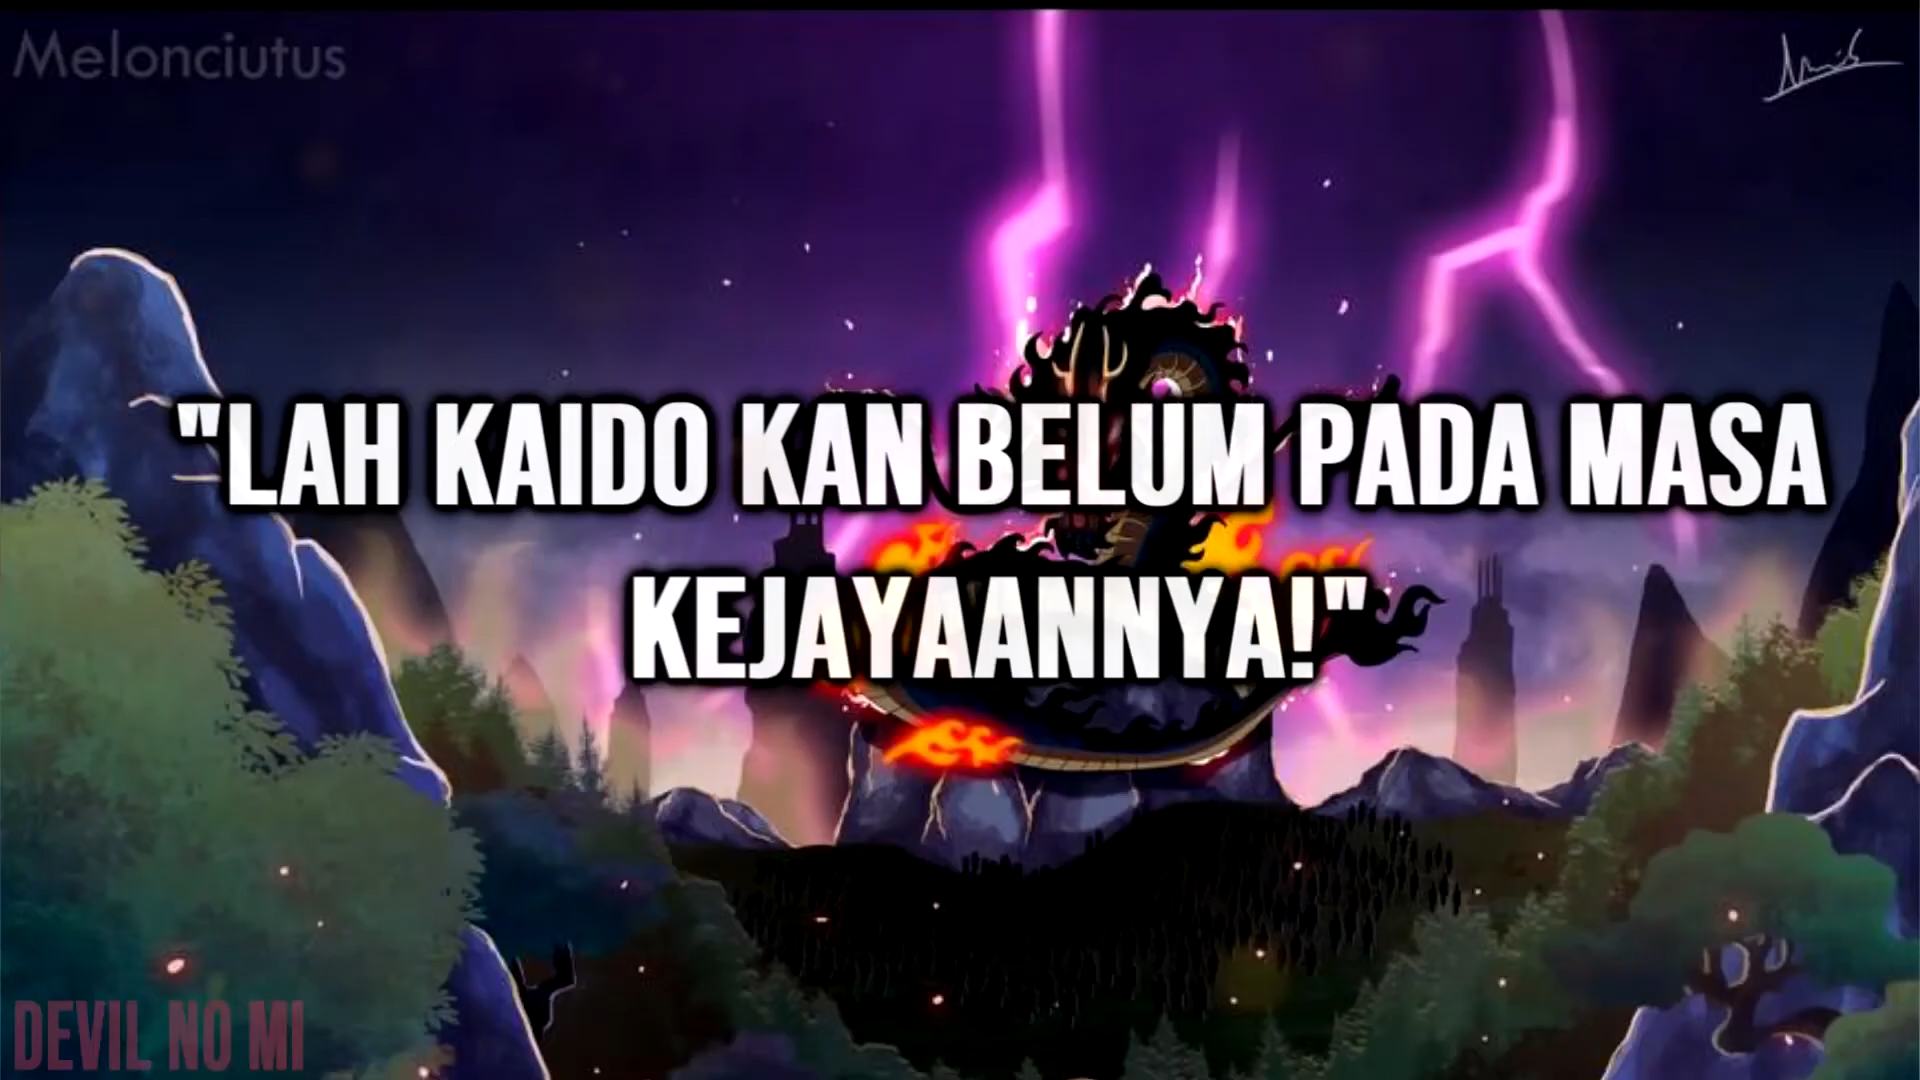 Melonciutus
"LAH KAIDO KAN BELUM PADA MASA
KEJAYAANNYA!"
DEVIL NO MI